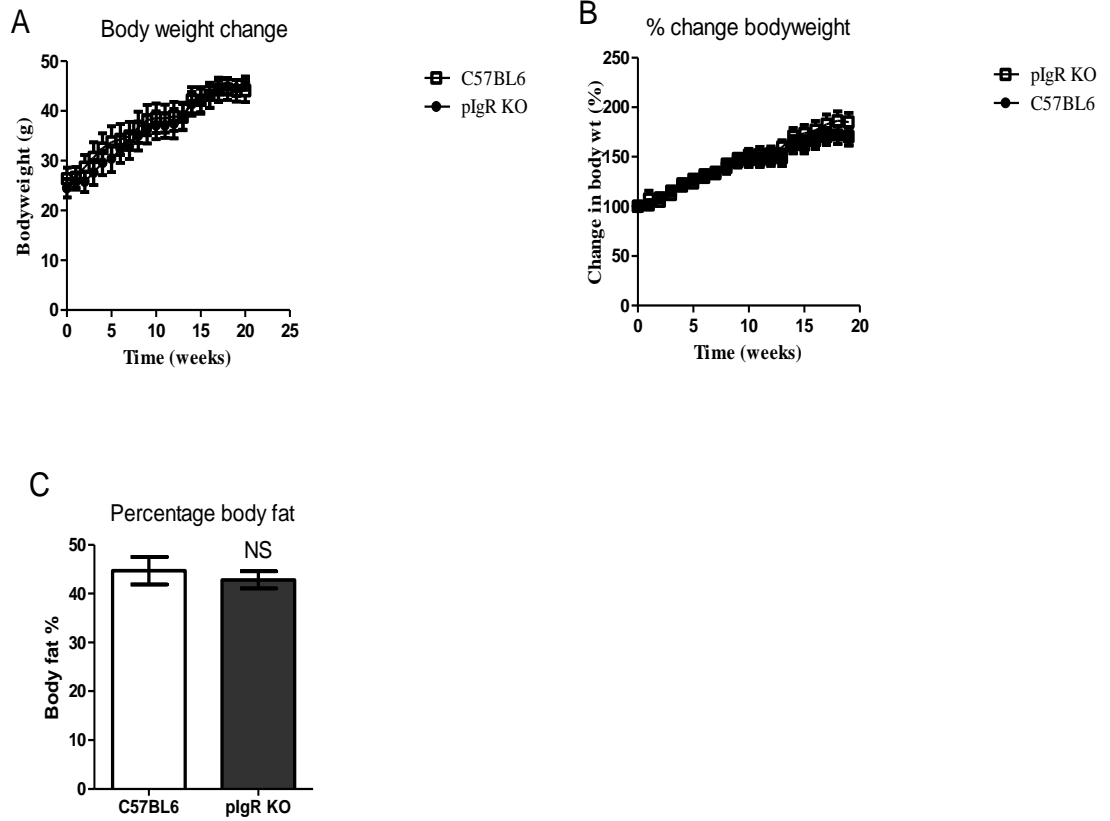 A
Body weight change
50
40
30
20
10
0
Bodyweight (g)
0 5 10 15 20 25
Time (weeks)
C57BL6
pIgR KO
B
% change bodyweight
250
200
150
100
50
0
Change in body wt (%)
0 5 10 15 20
Time (weeks)
pIgR KO
C57BL6
C
Percentage body fat
50
40
30
20
10
0
Body fat %
NS
C57BL6 pIgR KO